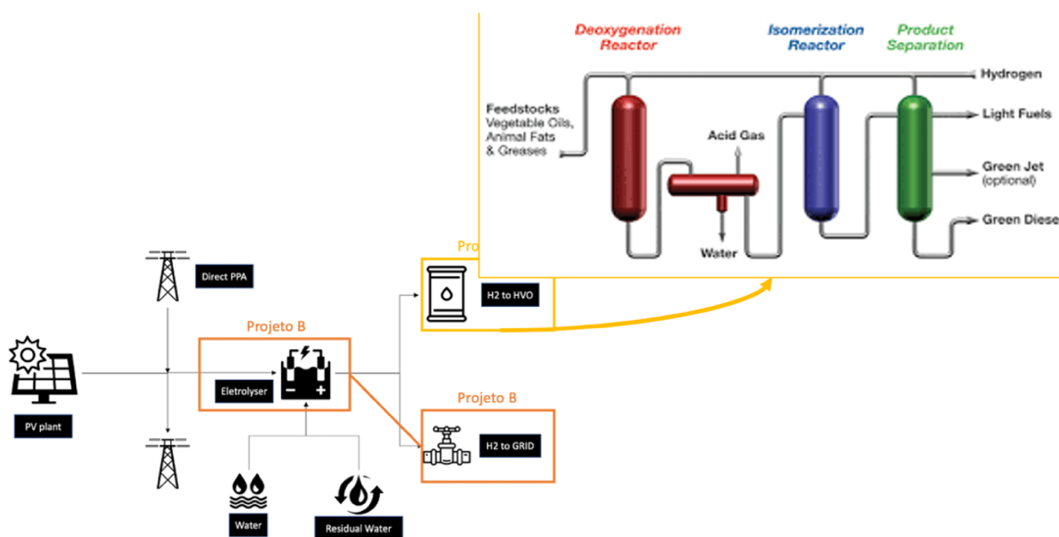 Deoxygenation
Reactor
Isomerization
Reactor
Product
Separation
Hydrogen
Feedstocks
Vegetable Oils,
Animal Fats
& Greases
Light Fuels
Acid Gas
Green Jet
(optional)
Water
Green Diese
Pro
Direct PPA
H2 to HVO
Projeto B
Eletrolyser
PV plant
Projeto B
H2 to GRID
Water
Residual Water